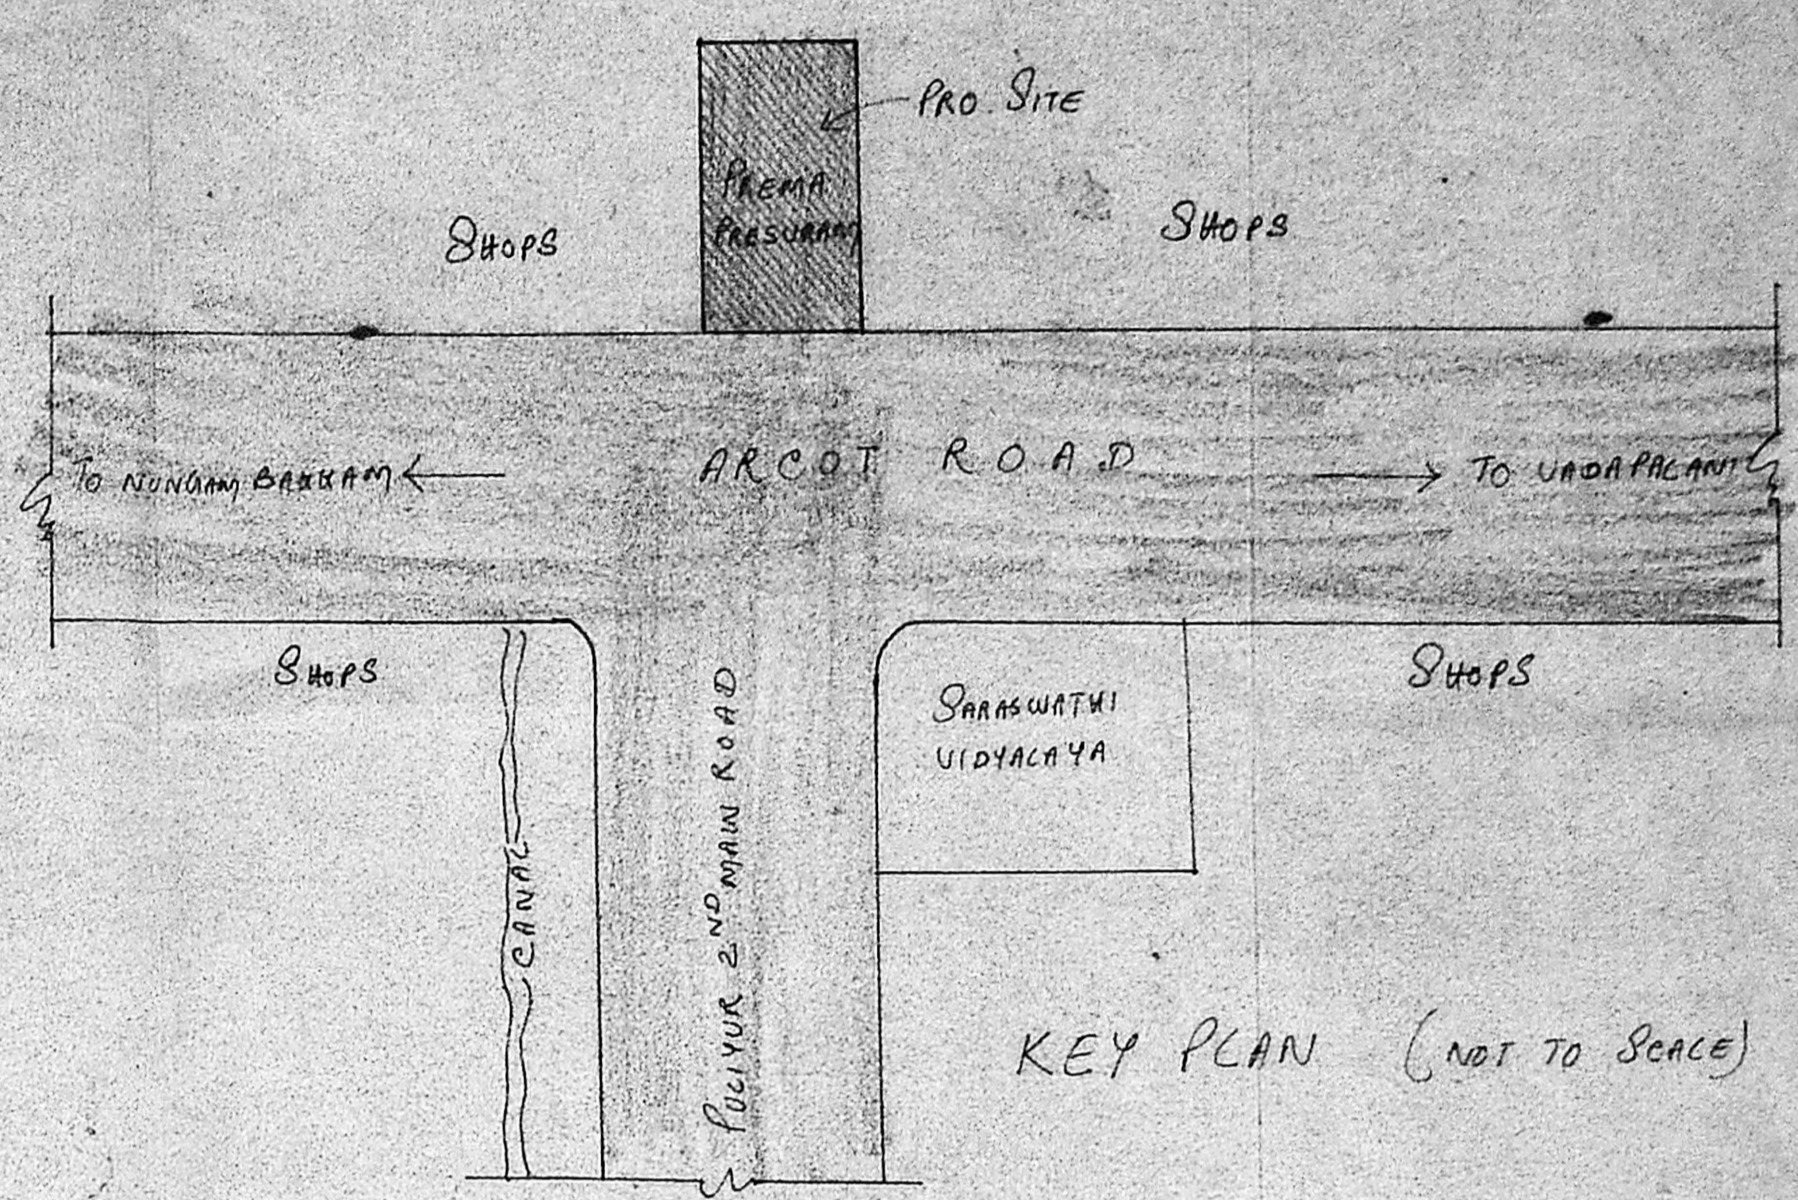 PRO. SITE
PREMA
PRESURAAM
SHOPS
SHOPS
ARCOT ROAD
TO NUNGAMBAKKAM
TO VADAPALANI
SHOPS
SHOPS
SARASWATHI
VIDYALAYA
CANAL
PULIYUR 2ND MAIN ROAD
KEY PLAN (NOT TO SCALE)